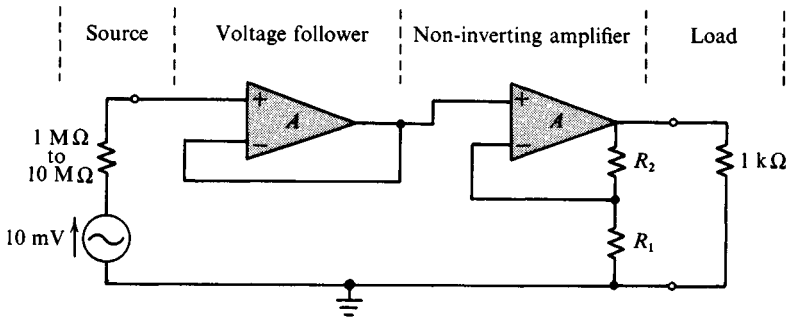 Source
Voltage follower
Non-inverting amplifier
Load
+
A
−
+
A
−
1 MΩ
to
10 MΩ
R2
1 kΩ
10 mV
R1